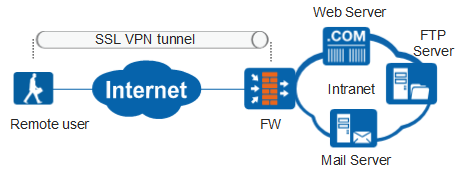 Web Server
SSL VPN tunnel
.COM
FTP
Server
Internet
Intranet
Remote user
FW
Mail Server